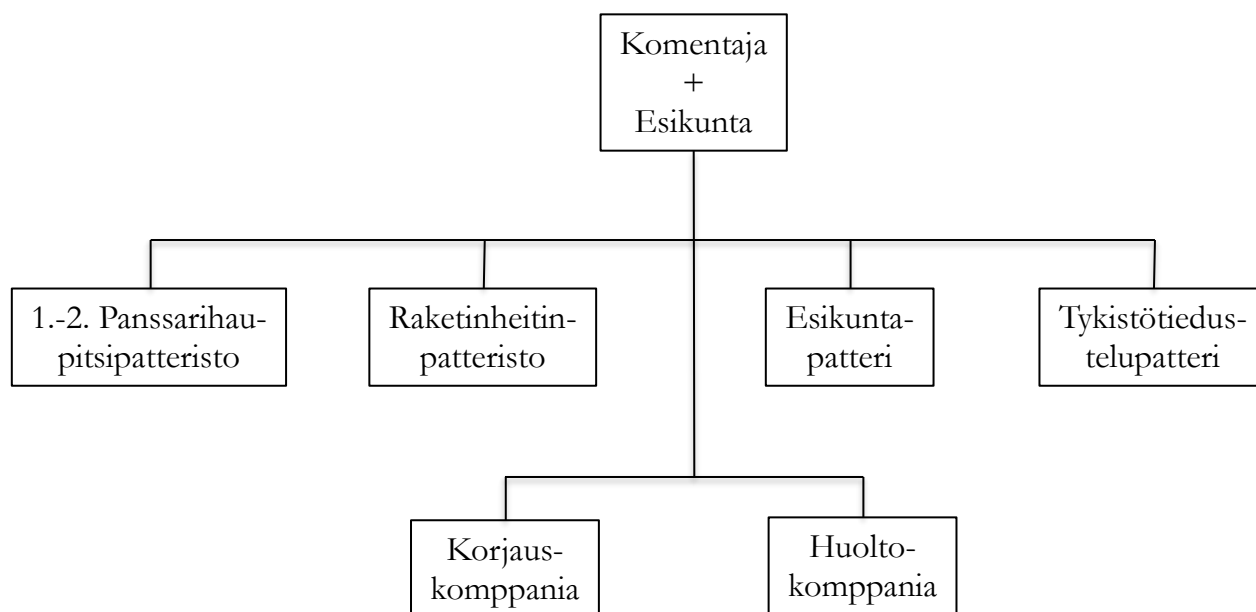 Komentaja
+
Esikunta
1.-2. Panssarihau-
pitsipatteristo
Raketinheitin-
patteristo
Esikunta-
patteri
Tykistötiedus-
telupatteri
Korjaus-
komppania
Huolto-
komppania